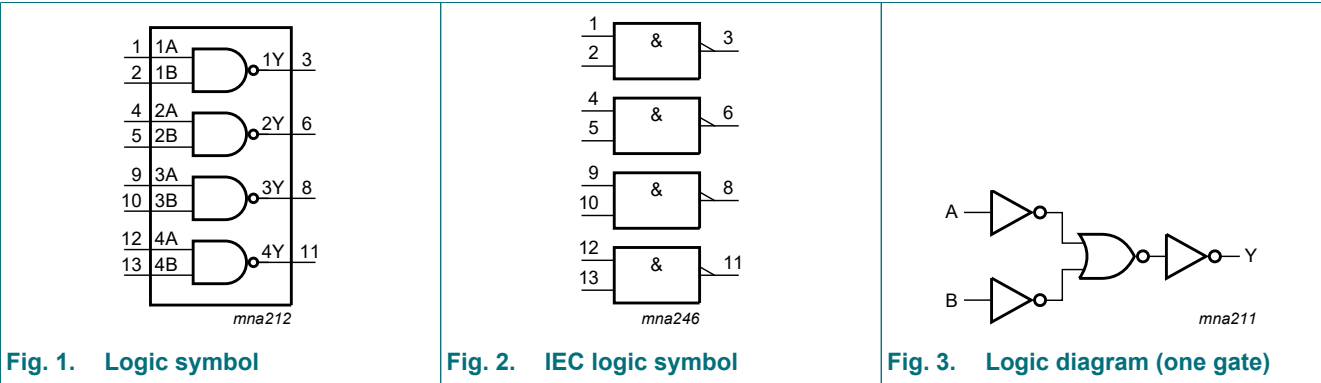 1 1A
2 1B
1Y 3
4 2A
5 2B
2Y 6
9 3A
10 3B
3Y 8
12 4A
13 4B
4Y 11
mna212
Fig. 1. Logic symbol
1
2
&
3
4
5
&
6
9
10
&
8
12
13
&
11
mna246
Fig. 2. IEC logic symbol
A
B
Y
mna211
Fig. 3. Logic diagram (one gate)